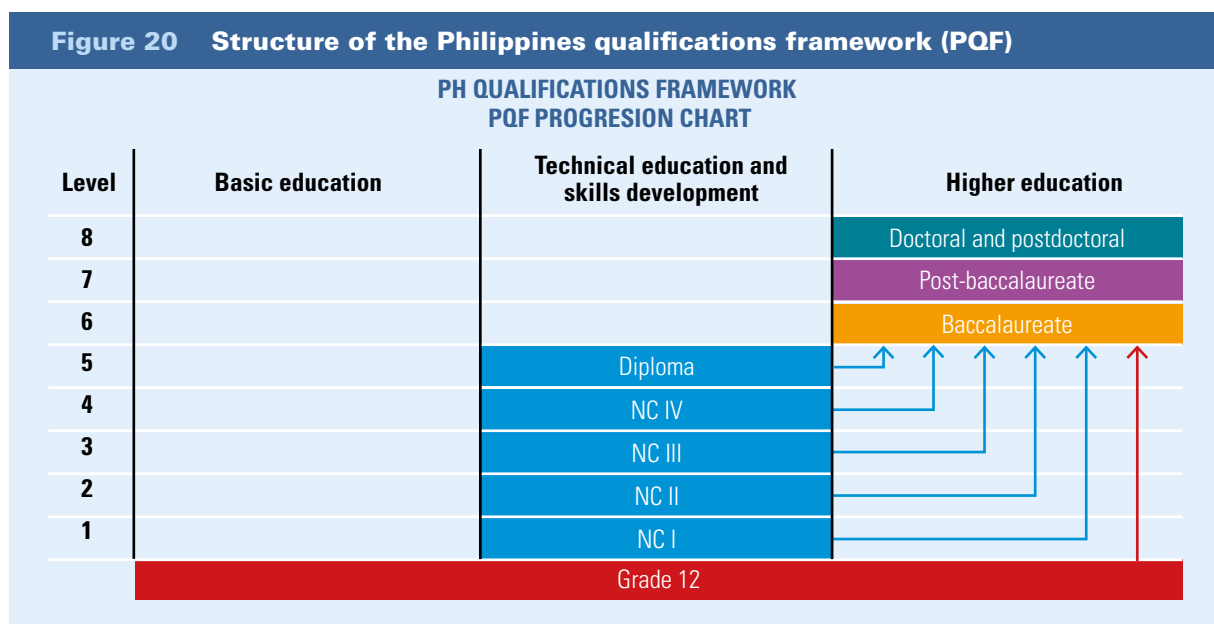 Figure 20 Structure of the Philippines qualifications framework (PQF)
PH QUALIFICATIONS FRAMEWORK
PQF PROGRESION CHART
Level Basic education Technical education and skills development Higher education
8 Doctoral and postdoctoral
7 Post-baccalaureate
6 Baccalaureate
5 Diploma
4 NC IV
3 NC III
2 NC II
1 NC I
Grade 12